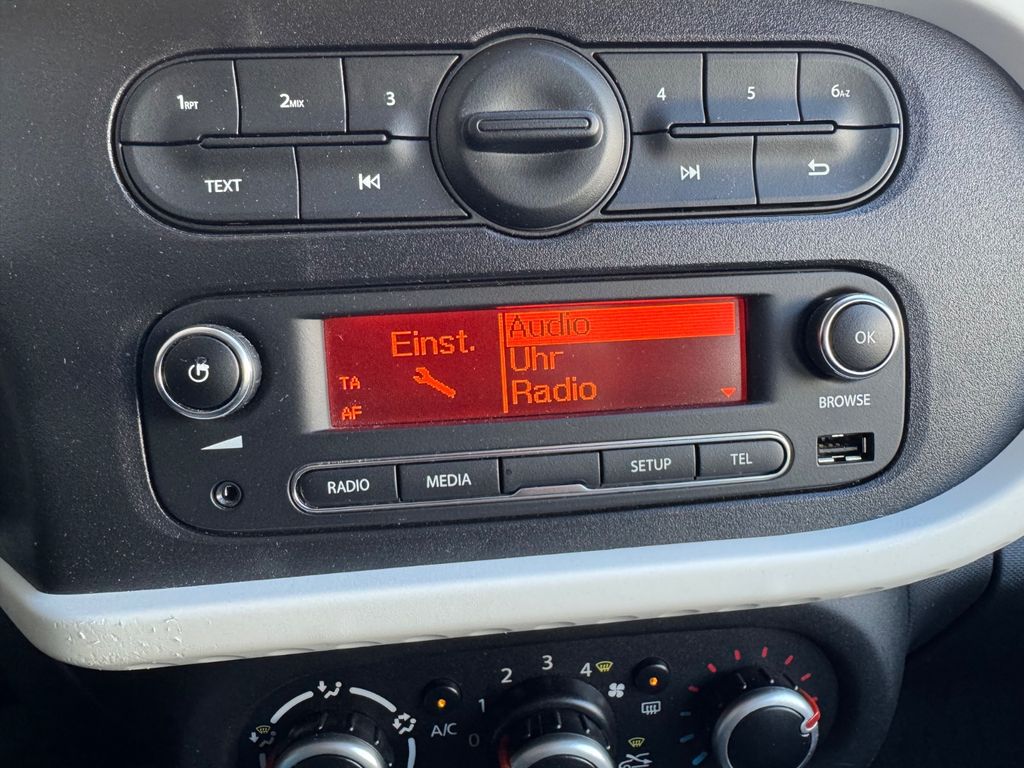 1RPT
2MIX
3
4
5
6A-Z
TEXT
Einst.
Audio
Uhr
Radio
TA
AF
OK
BROWSE
RADIO
MEDIA
SETUP
TEL
0
1
2
3
4
A/C